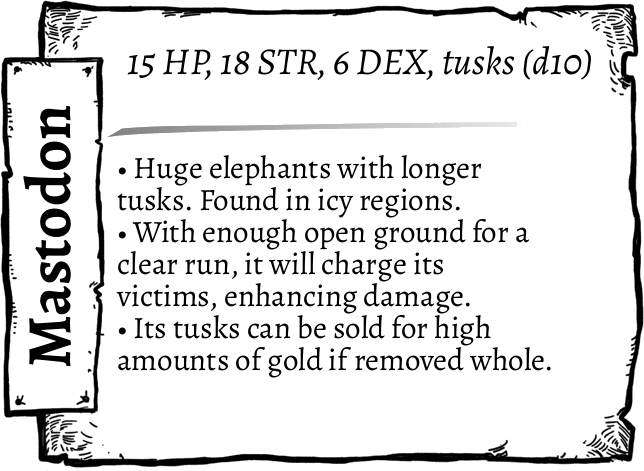 Mastodon
15 HP, 18 STR, 6 DEX, tusks (d10)
• Huge elephants with longer
tusks. Found in icy regions.
• With enough open ground for a
clear run, it will charge its
victims, enhancing damage.
• Its tusks can be sold for high
amounts of gold if removed whole.